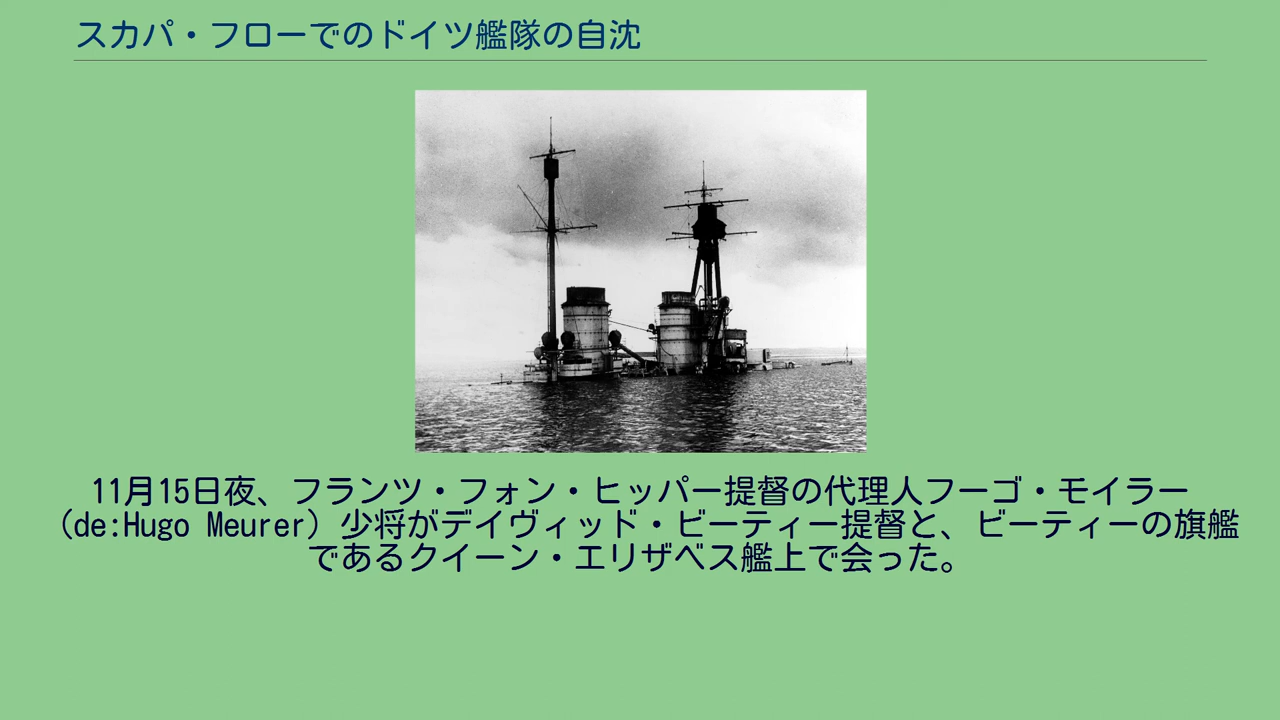 スカパ・フローでのドイツ艦隊の自沈
11月15日夜、フランツ・フォン・ヒッパー提督の代理人フーゴ・モイラー
(de:Hugo Meurer) 少将がデイヴィッド・ビーティー提督と、ビーティーの旗艦
であるクイーン・エリザベス艦上で会った。